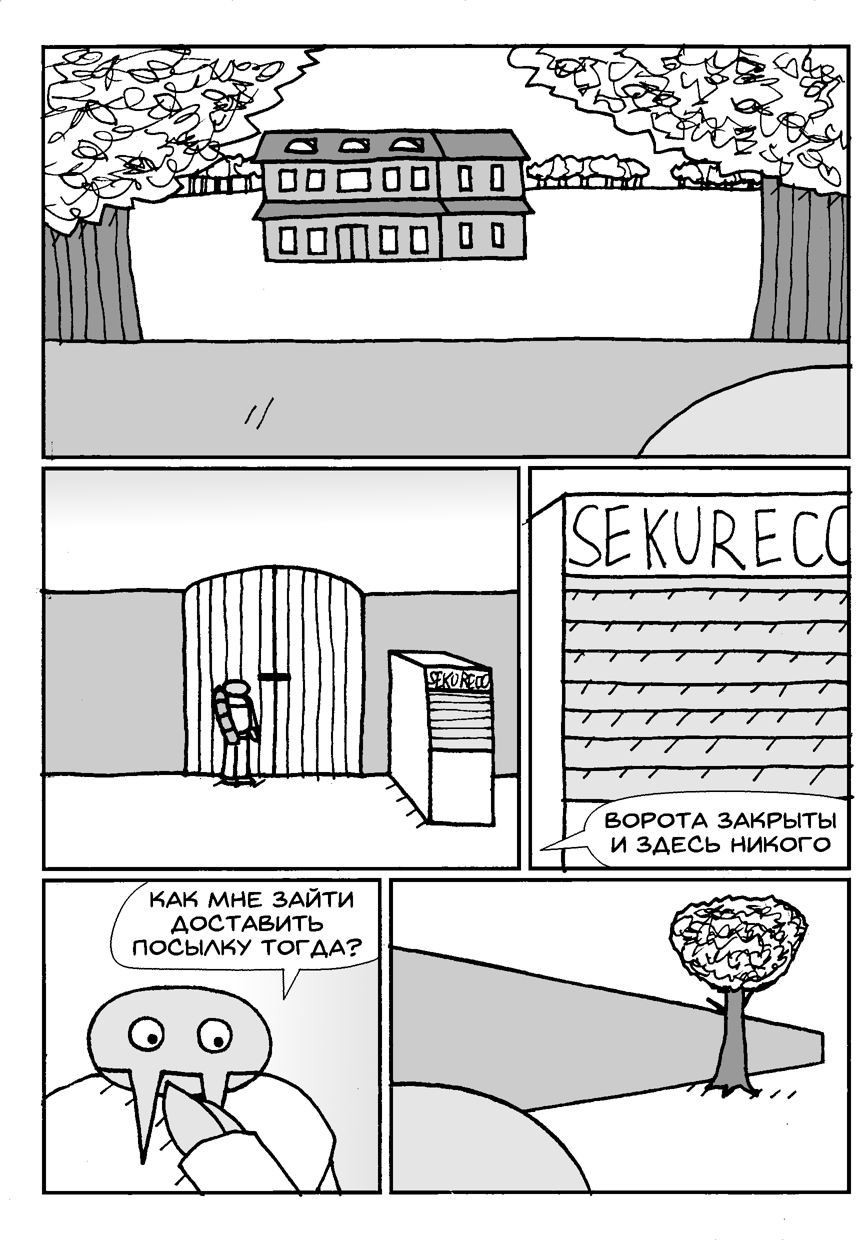 SEKURECO
SEKURECO
ВОРОТА ЗАКРЫТЫ
И ЗДЕСЬ НИКОГО
КАК МНЕ ЗАЙТИ
ДОСТАВИТЬ
ПОСЫЛКУ ТОГДА?